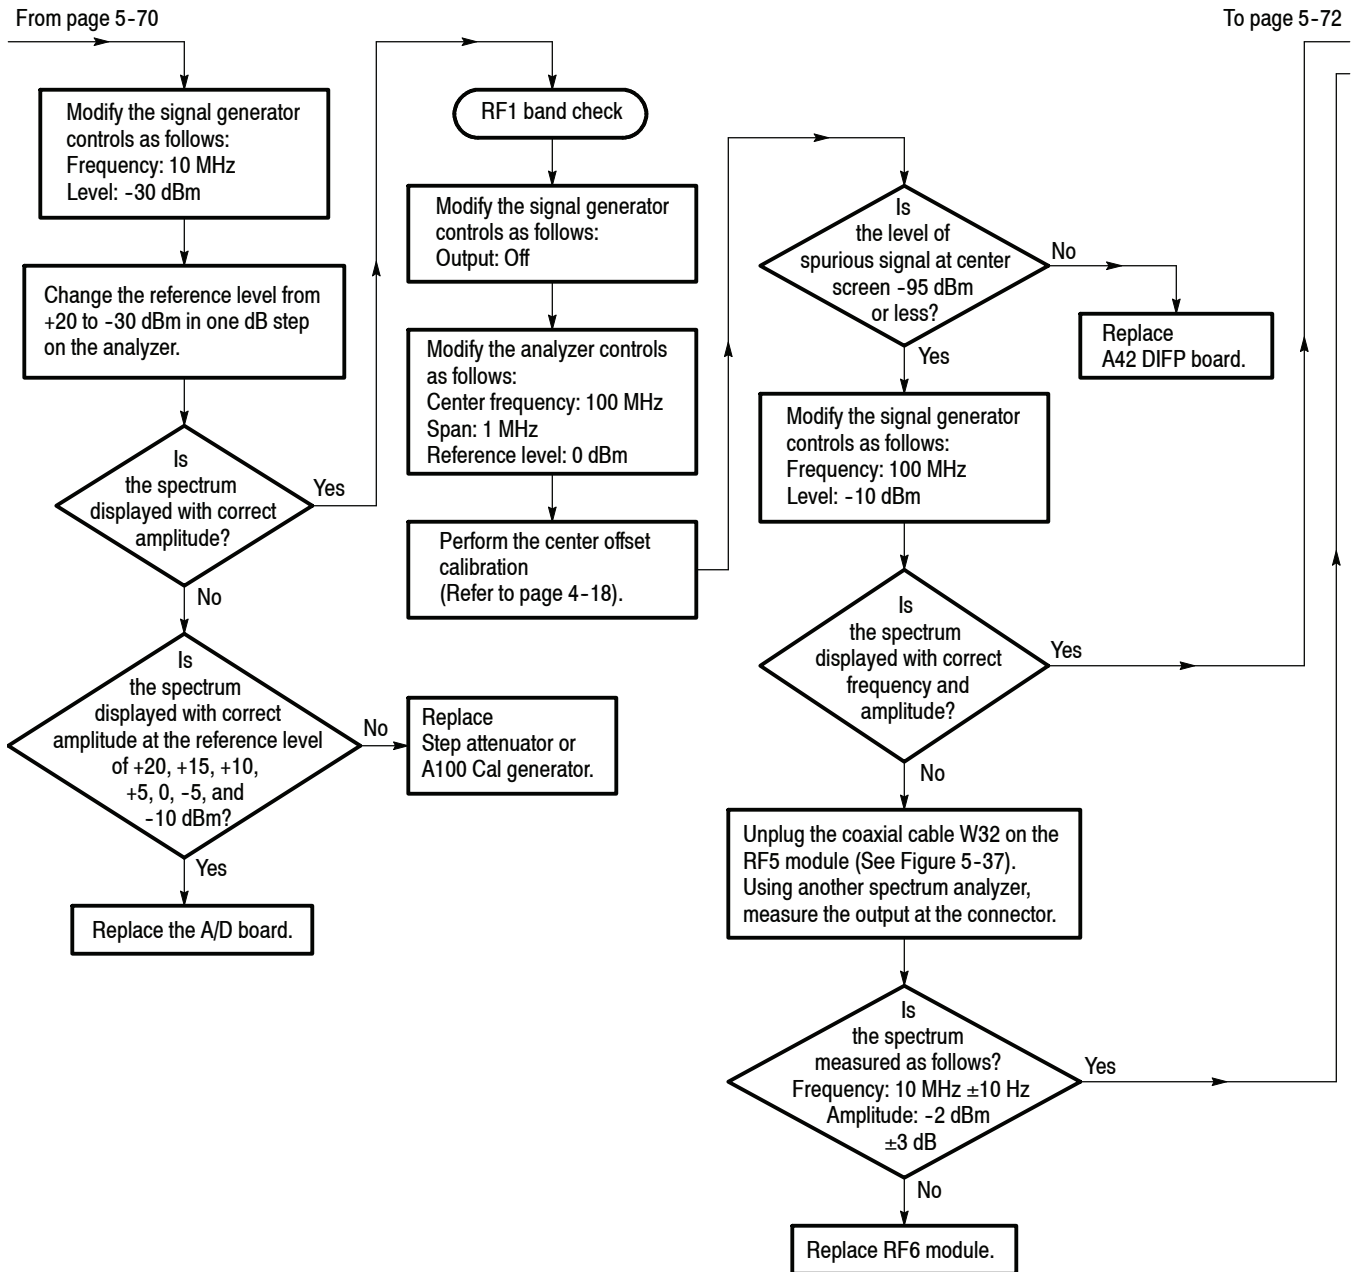 From page 5-70
To page 5-72
Modify the signal generator
controls as follows:
Frequency: 10 MHz
Level: -30 dBm
Change the reference level from
+20 to -30 dBm in one dB step
on the analyzer.
Is
the spectrum
displayed with correct
amplitude?
Yes
No
Is
the spectrum
displayed with correct
amplitude at the reference level
of +20, +15, +10,
+5, 0, -5, and
-10 dBm?
No
Replace
Step attenuator or
A100 Cal generator.
Yes
Replace the A/D board.
RF1 band check
Modify the signal generator
controls as follows:
Output: Off
Modify the analyzer controls
as follows:
Center frequency: 100 MHz
Span: 1 MHz
Reference level: 0 dBm
Perform the center offset
calibration
(Refer to page 4-18).
Is
the level of
spurious signal at center
screen -95 dBm
or less?
No
Replace
A42 DIFP board.
Yes
Modify the signal generator
controls as follows:
Frequency: 100 MHz
Level: -10 dBm
Is
the spectrum
displayed with correct
frequency and
amplitude?
Yes
No
Unplug the coaxial cable W32 on the
RF5 module (See Figure 5-37).
Using another spectrum analyzer,
measure the output at the connector.
Is
the spectrum
measured as follows?
Frequency: 10 MHz ±10 Hz
Amplitude: -2 dBm
±3 dB
Yes
No
Replace RF6 module.